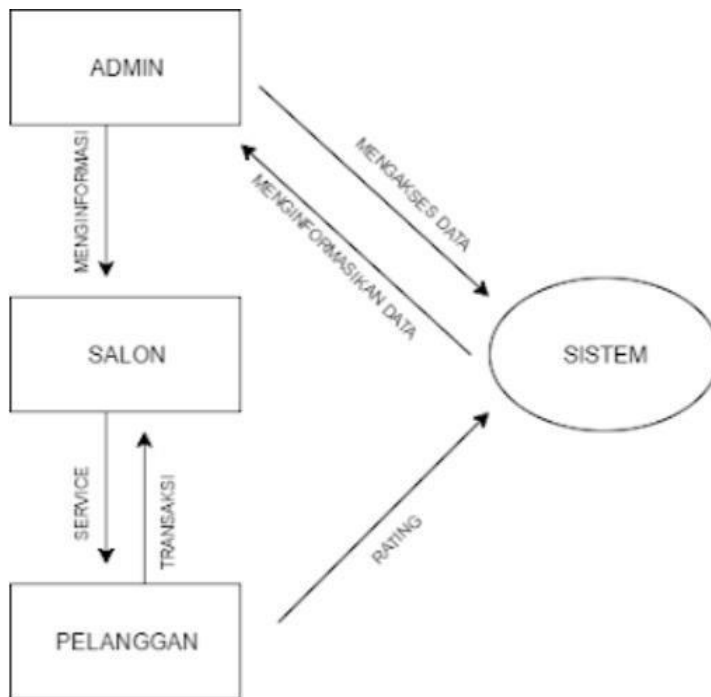 ADMIN
MENGINFORMASI
MENGAKSES DATA
MENGINFORMASIKAN DATA
SALON
SISTEM
SERVICE
TRANSAKSI
RATING
PELANGGAN